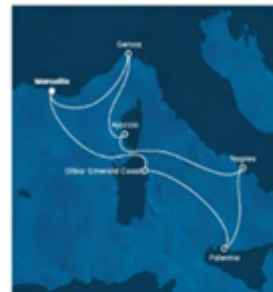 Genoa
Marseille
Ajaccio
Naples
Olbia-Emerald Coast
Palermo